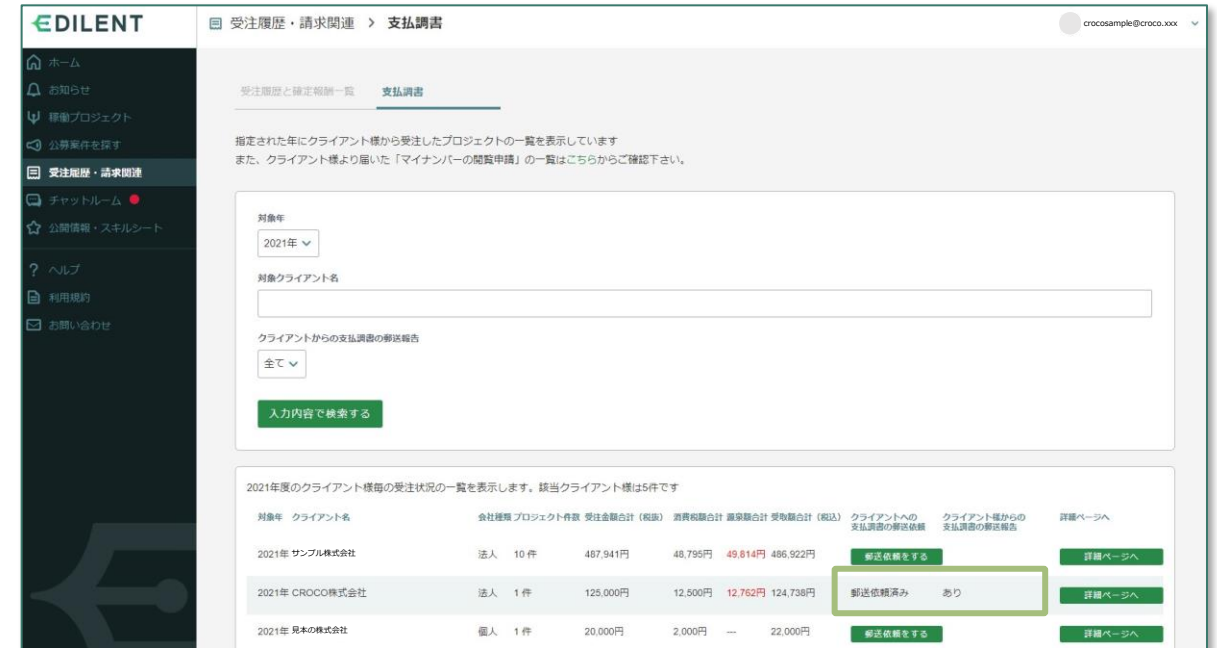 EDILENT
受注履歴・請求関連 > 支払調書
crocosample@croco.xxx
ホーム
お知らせ
稼働プロジェクト
公募案件を探す
受注履歴・請求関連
チャットルーム
公開情報・スキルシート
? ヘルプ
利用規約
お問い合わせ
受注履歴と確定報酬一覧 支払調書
指定された年にクライアント様から受注したプロジェクトの一覧を表示しています
また、クライアント様より届いた「マイナンバーの閲覧申請」の一覧はこちらからご確認下さい。
対象年
2021年
対象クライアント名
クライアントからの支払調書の郵送報告
全て
入力内容で検索する
2021年度のクライアント様毎の受注状況の一覧を表示します。該当クライアント様は5件です
対象年 クライアント名 会社種類 プロジェクト件数 受注金額合計（税抜） 消費税額合計 源泉額合計 受取額合計（税込） クライアントへの支払調書の郵送依頼 クライアント様からの支払調書の郵送報告 詳細ページへ
2021年 サンプル株式会社 法人 10 件 487,941円 48,795円 49,814円 486,922円 郵送依頼をする 詳細ページへ
2021年 CROCO株式会社 法人 1 件 125,000円 12,500円 12,762円 124,738円 郵送依頼済み あり 詳細ページへ
2021年 見本の株式会社 個人 1 件 20,000円 2,000円 --- 22,000円 郵送依頼をする 詳細ページへ